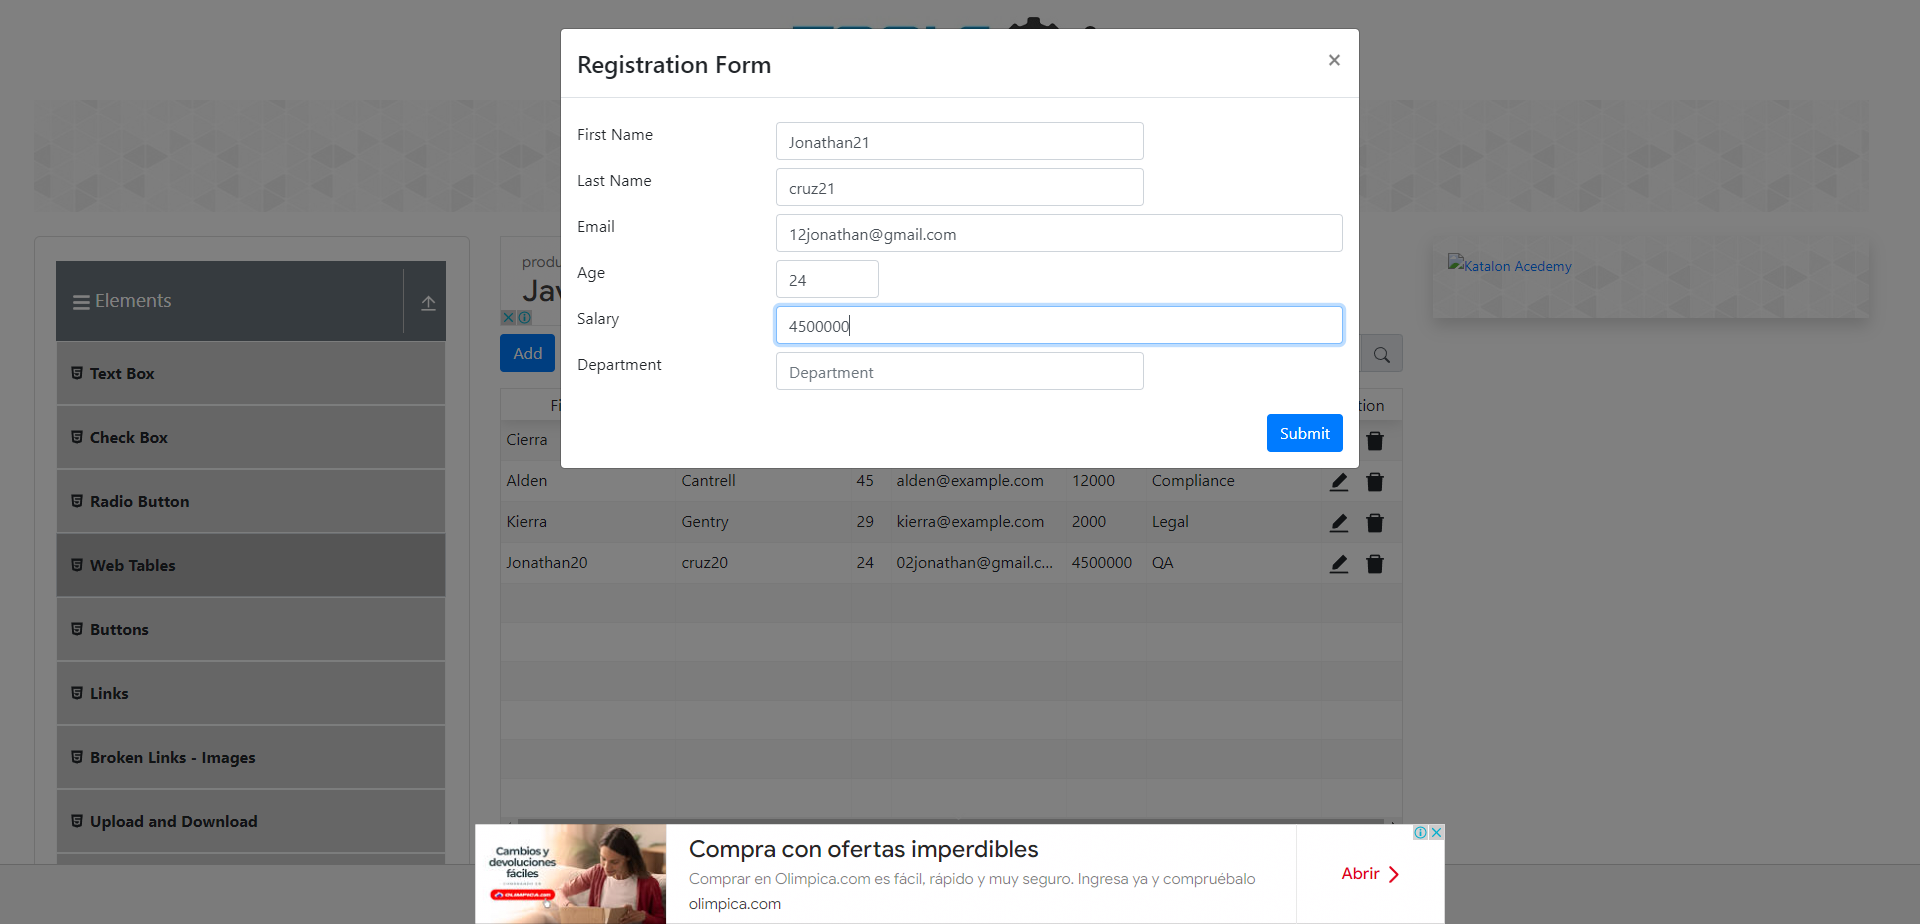 Registration Form
×
First Name
Jonathan21
Last Name
cruz21
Email
12jonathan@gmail.com
Age
24
Salary
4500000
Department
Department
Submit
Elements
Text Box
Check Box
Radio Button
Web Tables
Buttons
Links
Broken Links - Images
Upload and Download
Add
Cierra
Alden Cantrell 45 alden@example.com 12000 Compliance
Kierra Gentry 29 kierra@example.com 2000 Legal
Jonathan20 cruz20 24 02jonathan@gmail.c... 4500000 QA
Katalon Acedemy
Cambios y
devoluciones
fáciles
Compra con ofertas imperdibles
Comprar en Olimpica.com es fácil, rápido y muy seguro. Ingresa ya y compruébalo
olimpica.com
Abrir